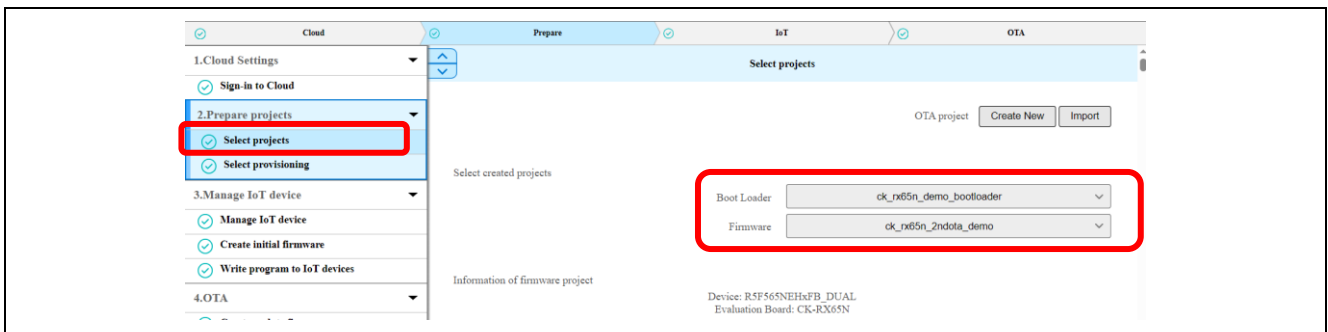 Cloud
Prepare
IoT
OTA
1.Cloud Settings
Sign-in to Cloud
2.Prepare projects
Select projects
Select provisioning
3.Manage IoT device
Manage IoT device
Create initial firmware
Write program to IoT devices
4.OTA
Select projects
OTA project Create New Import
Select created projects
Boot Loader ck_rx65n_demo_bootloader
Firmware ck_rx65n_2ndota_demo
Information of firmware project
Device: R5F565NEHxFB_DUAL
Evaluation Board: CK-RX65N